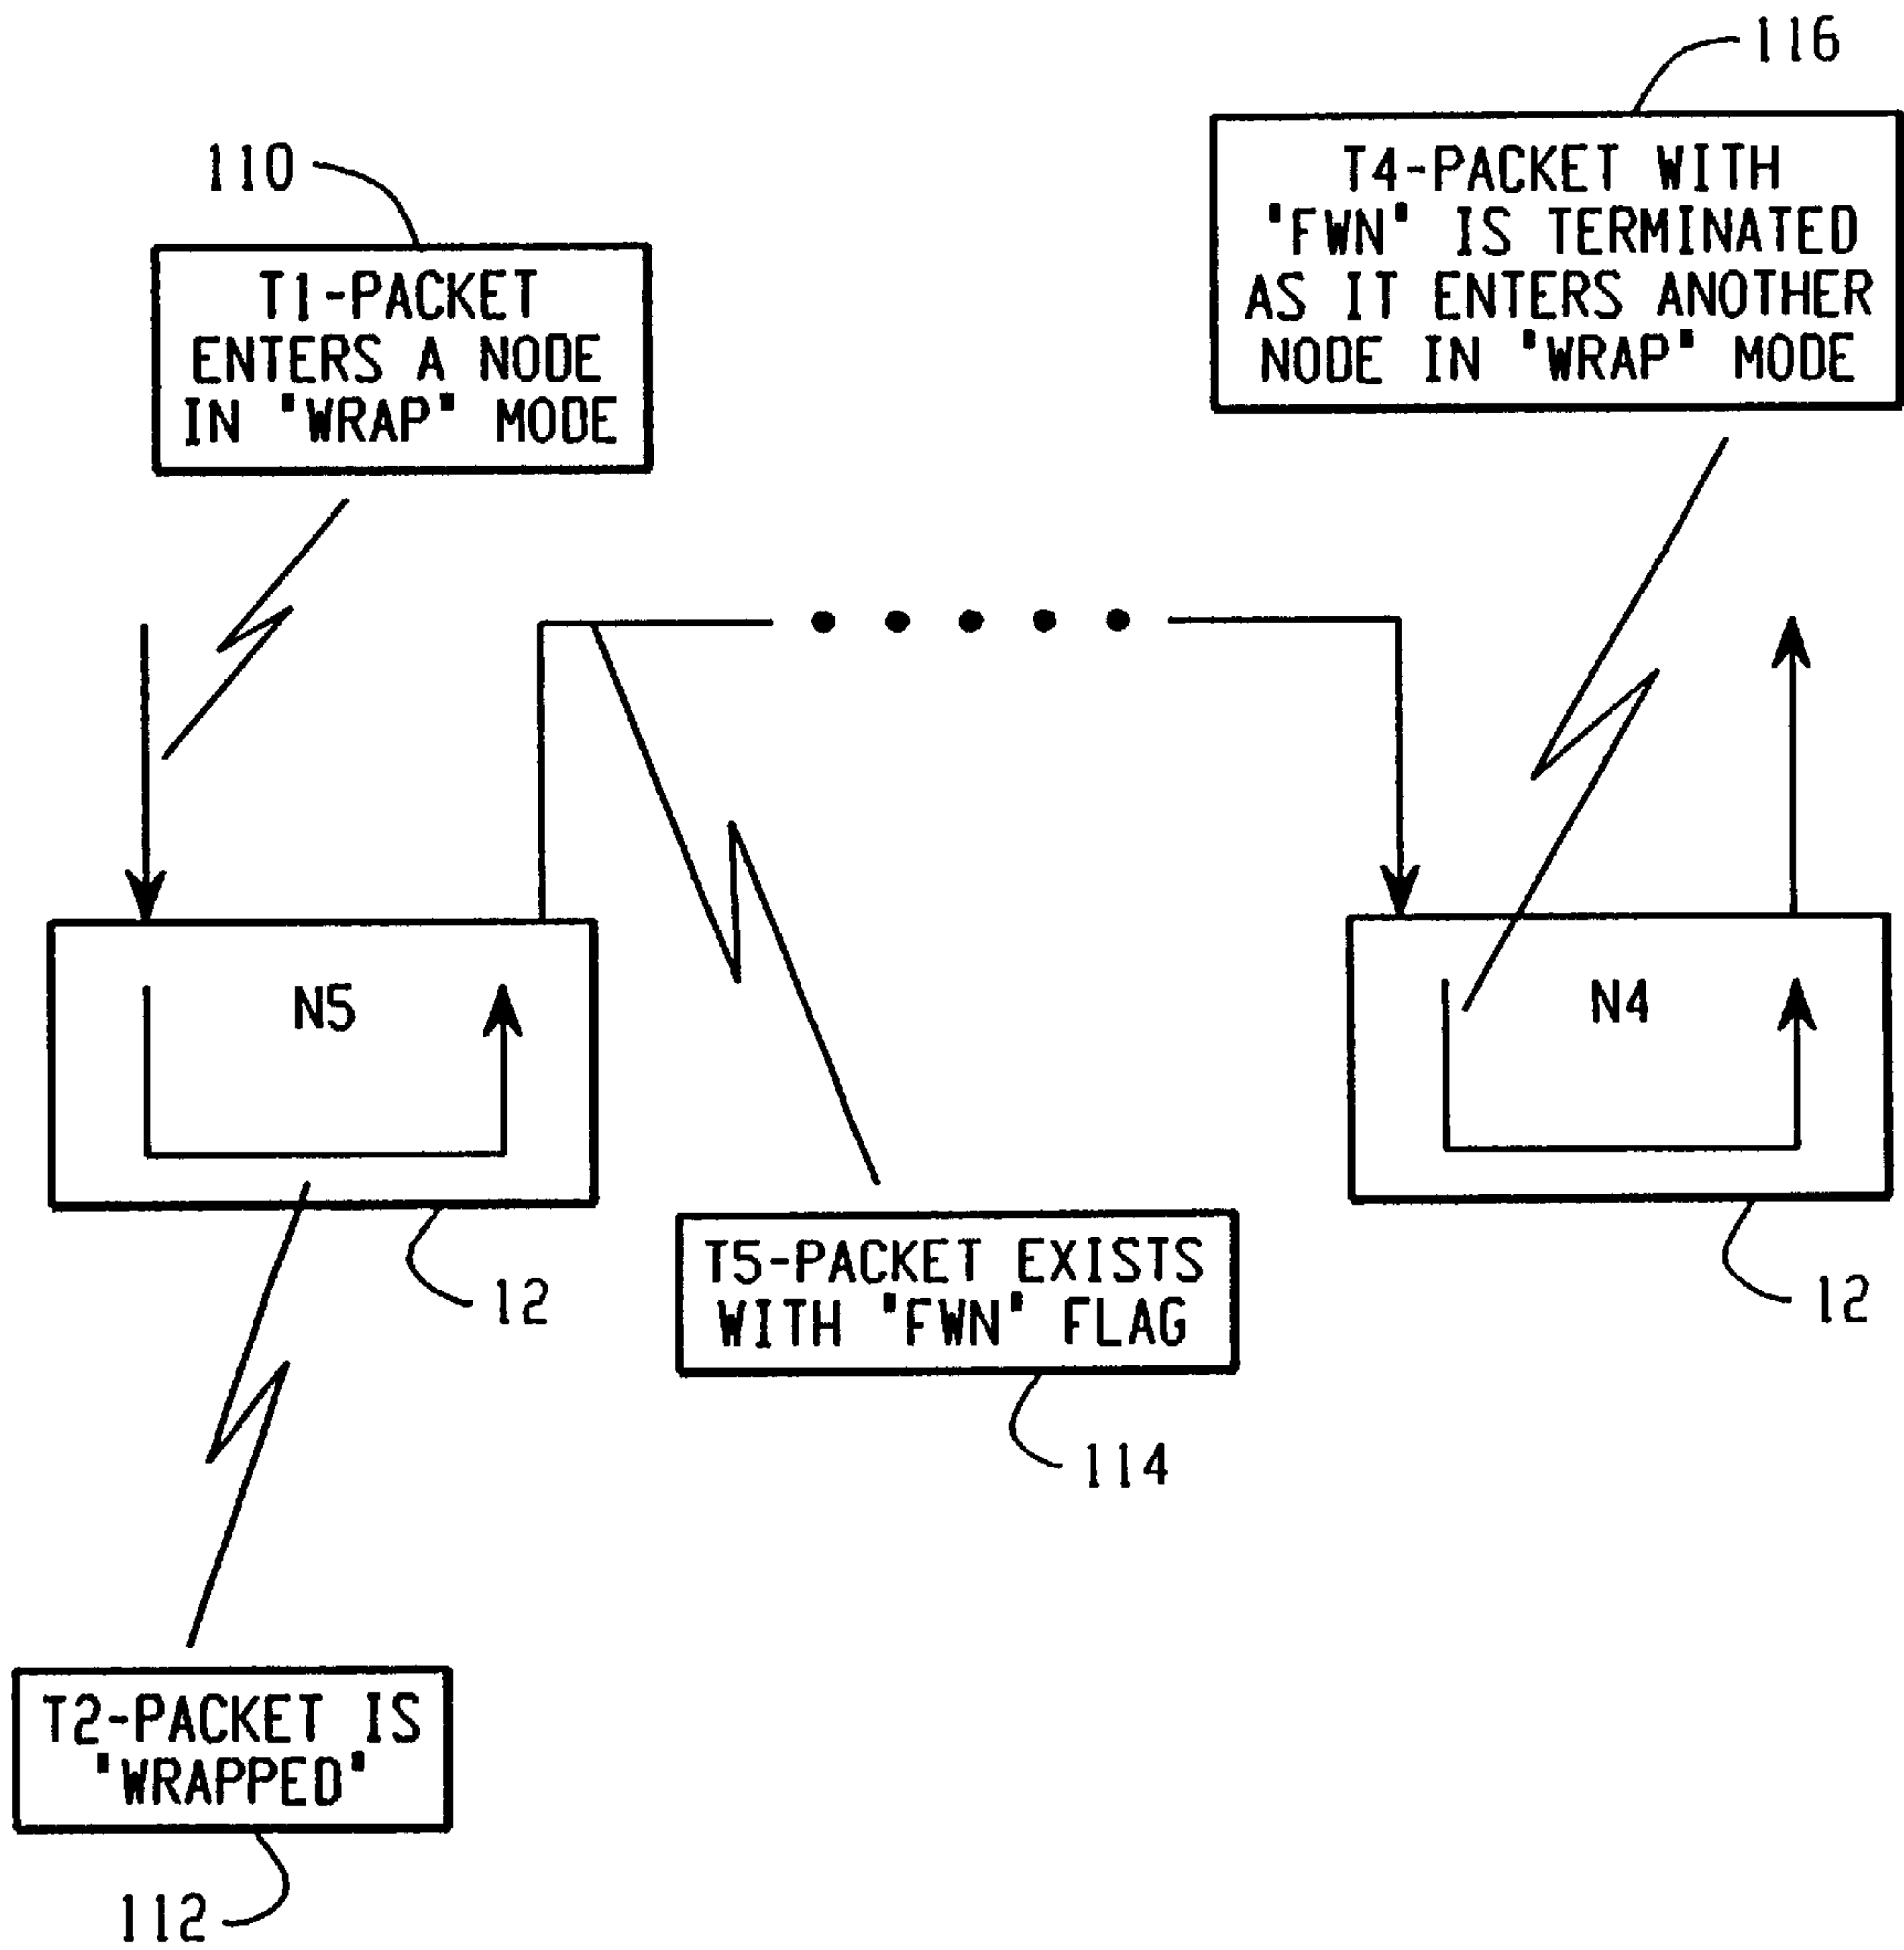 116
110
T4-PACKET WITH
"FWN" IS TERMINATED
AS IT ENTERS ANOTHER
NODE IN "WRAP" MODE
T1-PACKET
ENTERS A NODE
IN "WRAP" MODE
N5
N4
12
T5-PACKET EXISTS
WITH "FWN" FLAG
12
114
T2-PACKET IS
"WRAPPED"
112